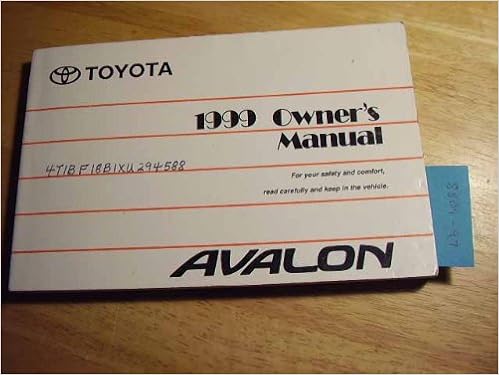 TOYOTA
1999 Owner's
Manual
4T1BF18B1XU294588
For your safety and comfort,
read carefully and keep in the vehicle.
AVALON